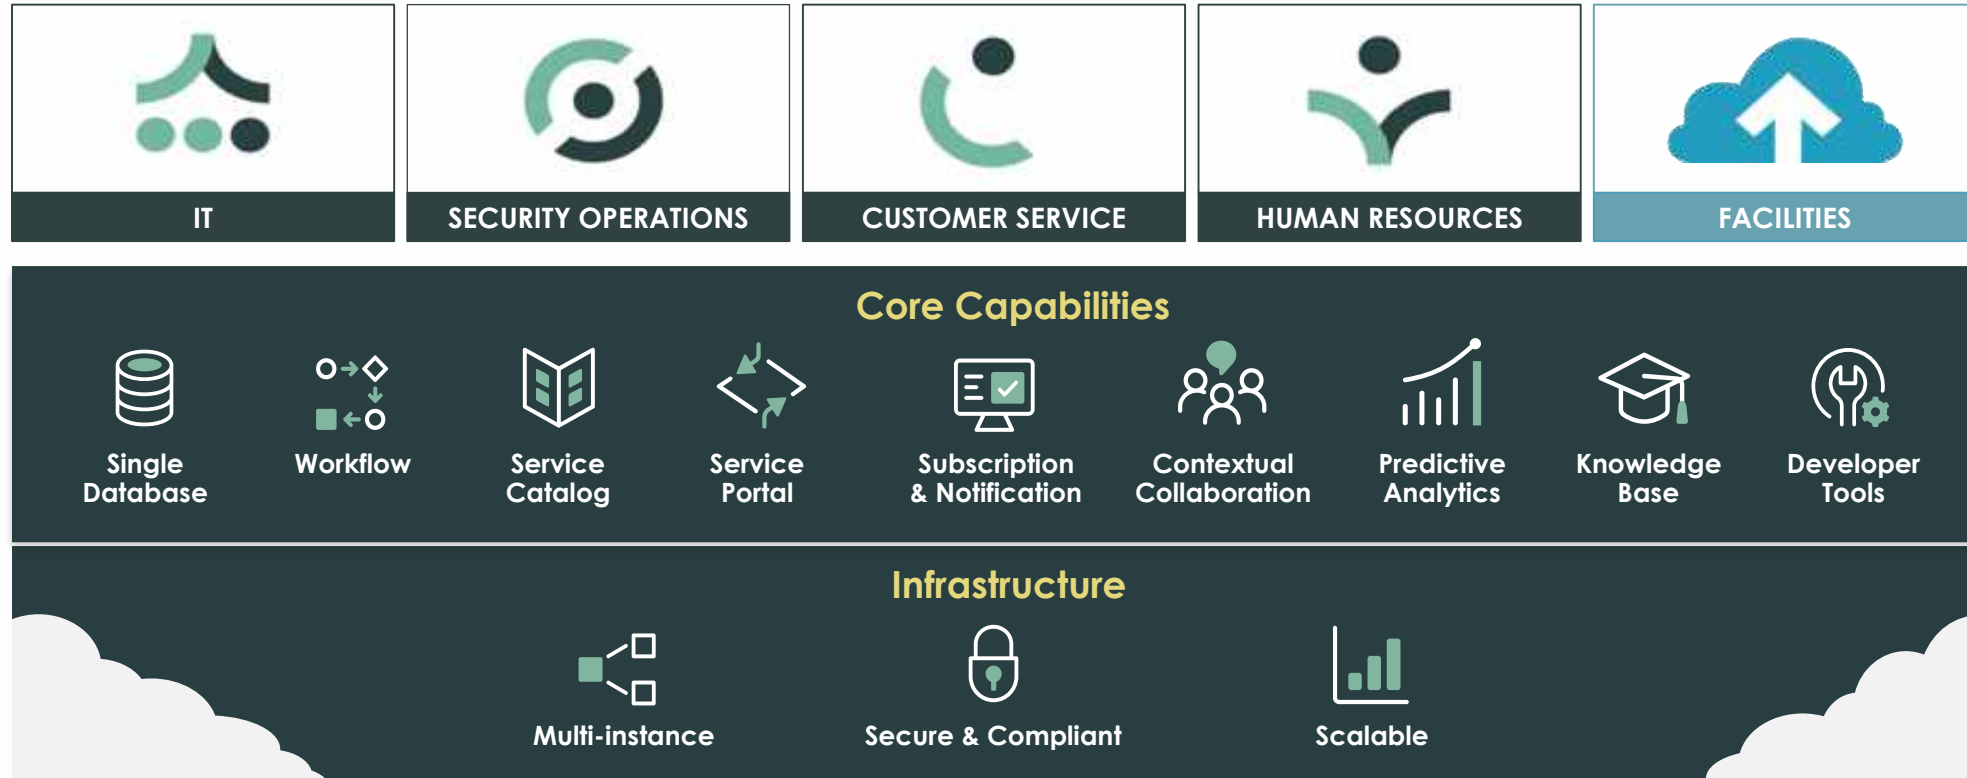 IT
SECURITY OPERATIONS
CUSTOMER SERVICE
HUMAN RESOURCES
FACILITIES
Core Capabilities
Single
Database
Workflow
Service
Catalog
Service
Portal
Subscription
& Notification
Contextual
Collaboration
Predictive
Analytics
Knowledge
Base
Developer
Tools
Infrastructure
Multi-instance
Secure & Compliant
Scalable